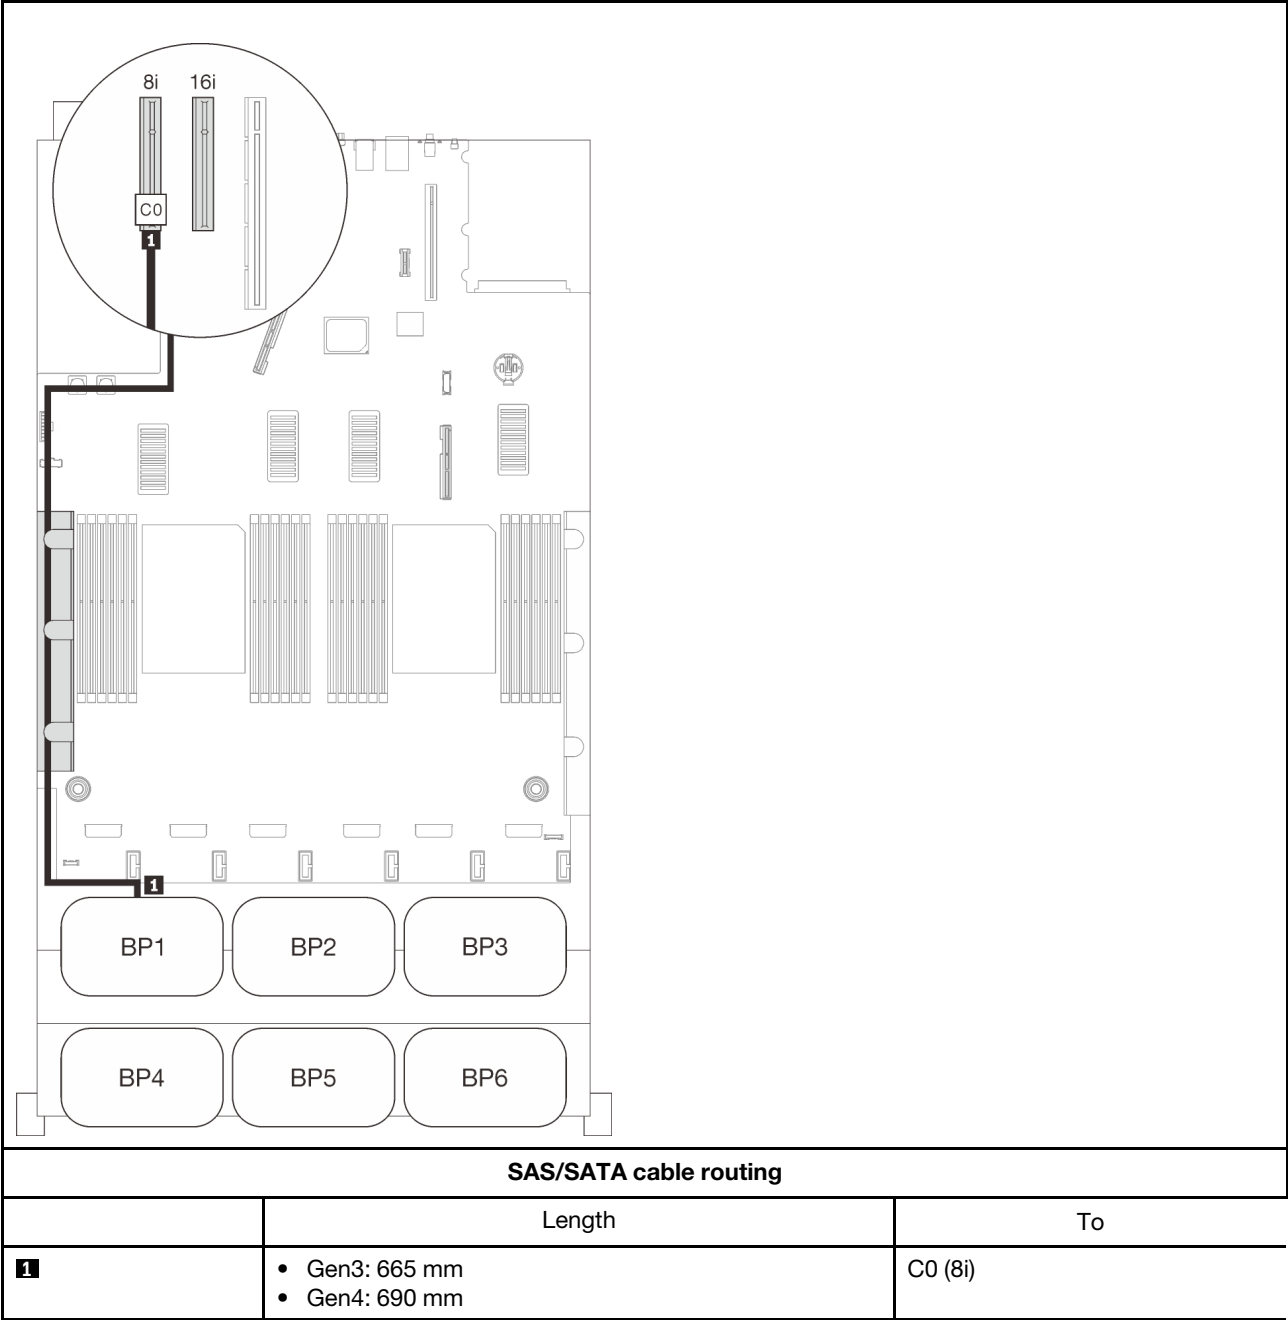 8i 16i
C0
1
1
BP1 BP2 BP3
BP4 BP5 BP6
SAS/SATA cable routing
Length To
1 • Gen3: 665 mm C0 (8i)
• Gen4: 690 mm